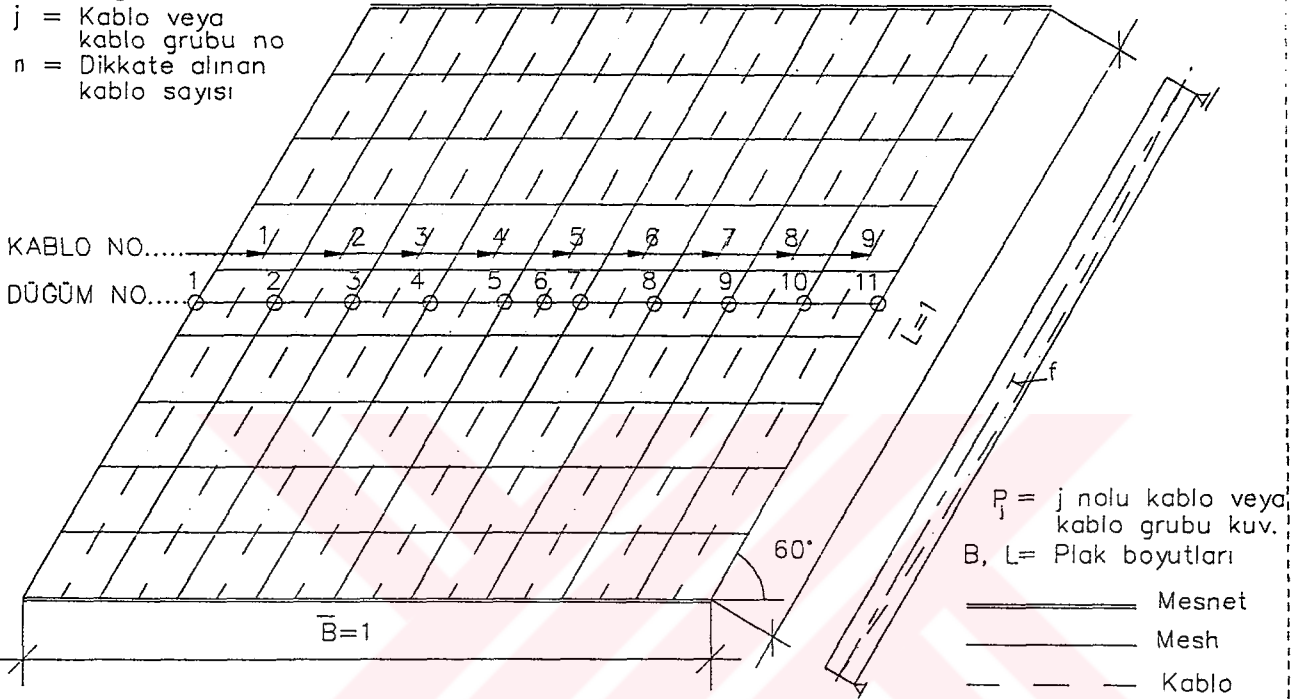 j = Kablo veya
kablo grubu no
n = Dikkate alınan
kablo sayısı
KABLO NO.....
1 2 3 4 5 6 7 8 9
DÜĞÜM NO.....
1 2 3 4 5 6 7 8 9 10 11
L=1
f
60°
B=1
Pj = j nolu kablo veya
kablo grubu kuv.
B, L= Plak boyutları
Mesnet
Mesh
Kablo